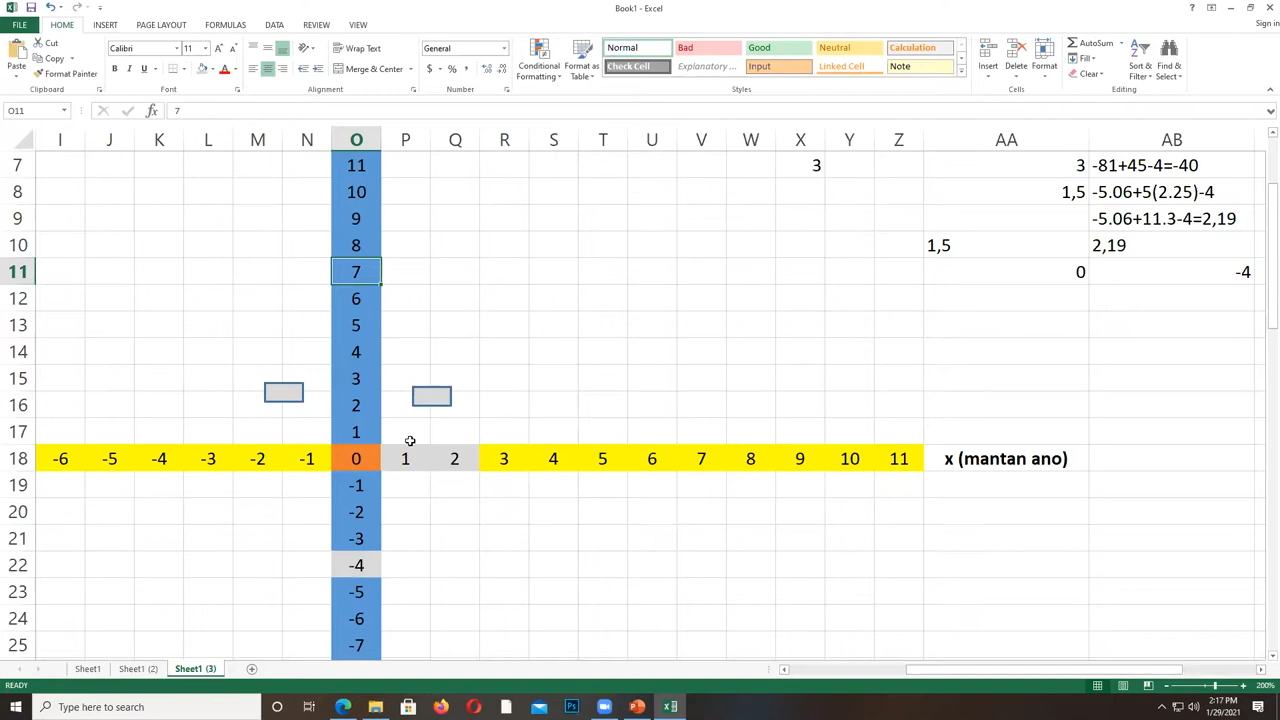 Book1 - Excel
Sign in
FILE HOME INSERT PAGE LAYOUT FORMULAS DATA REVIEW VIEW
Paste Cut Copy Format Painter Clipboard
Calibri 11 B I U Font
Wrap Text Merge & Center Alignment
General $ % Number
Conditional Formatting Format as Table Normal Bad Good Neutral Calculation
Check Cell Explanatory ... Input Linked Cell Note Styles
Insert Delete Format Cells
AutoSum Fill Clear Sort & Filter Find & Select Editing
O11 fx 7
I J K L M N O P Q R S T U V W X Y Z AA AB
7 11 3 3 -81+45-4=-40
8 10 1,5 -5.06+5(2.25)-4
9 9 -5.06+11.3-4=2,19
10 8 1,5 2,19
11 7 0 -4
12 6
13 5
14 4
15 3
16 2
17 1
18 -6 -5 -4 -3 -2 -1 0 1 2 3 4 5 6 7 8 9 10 11 x (mantan ano)
19 -1
20 -2
21 -3
22 -4
23 -5
24 -6
25 -7
Sheet1 Sheet1 (2) Sheet1 (3)
READY 200%
Type here to search
2:17 PM
1/29/2021